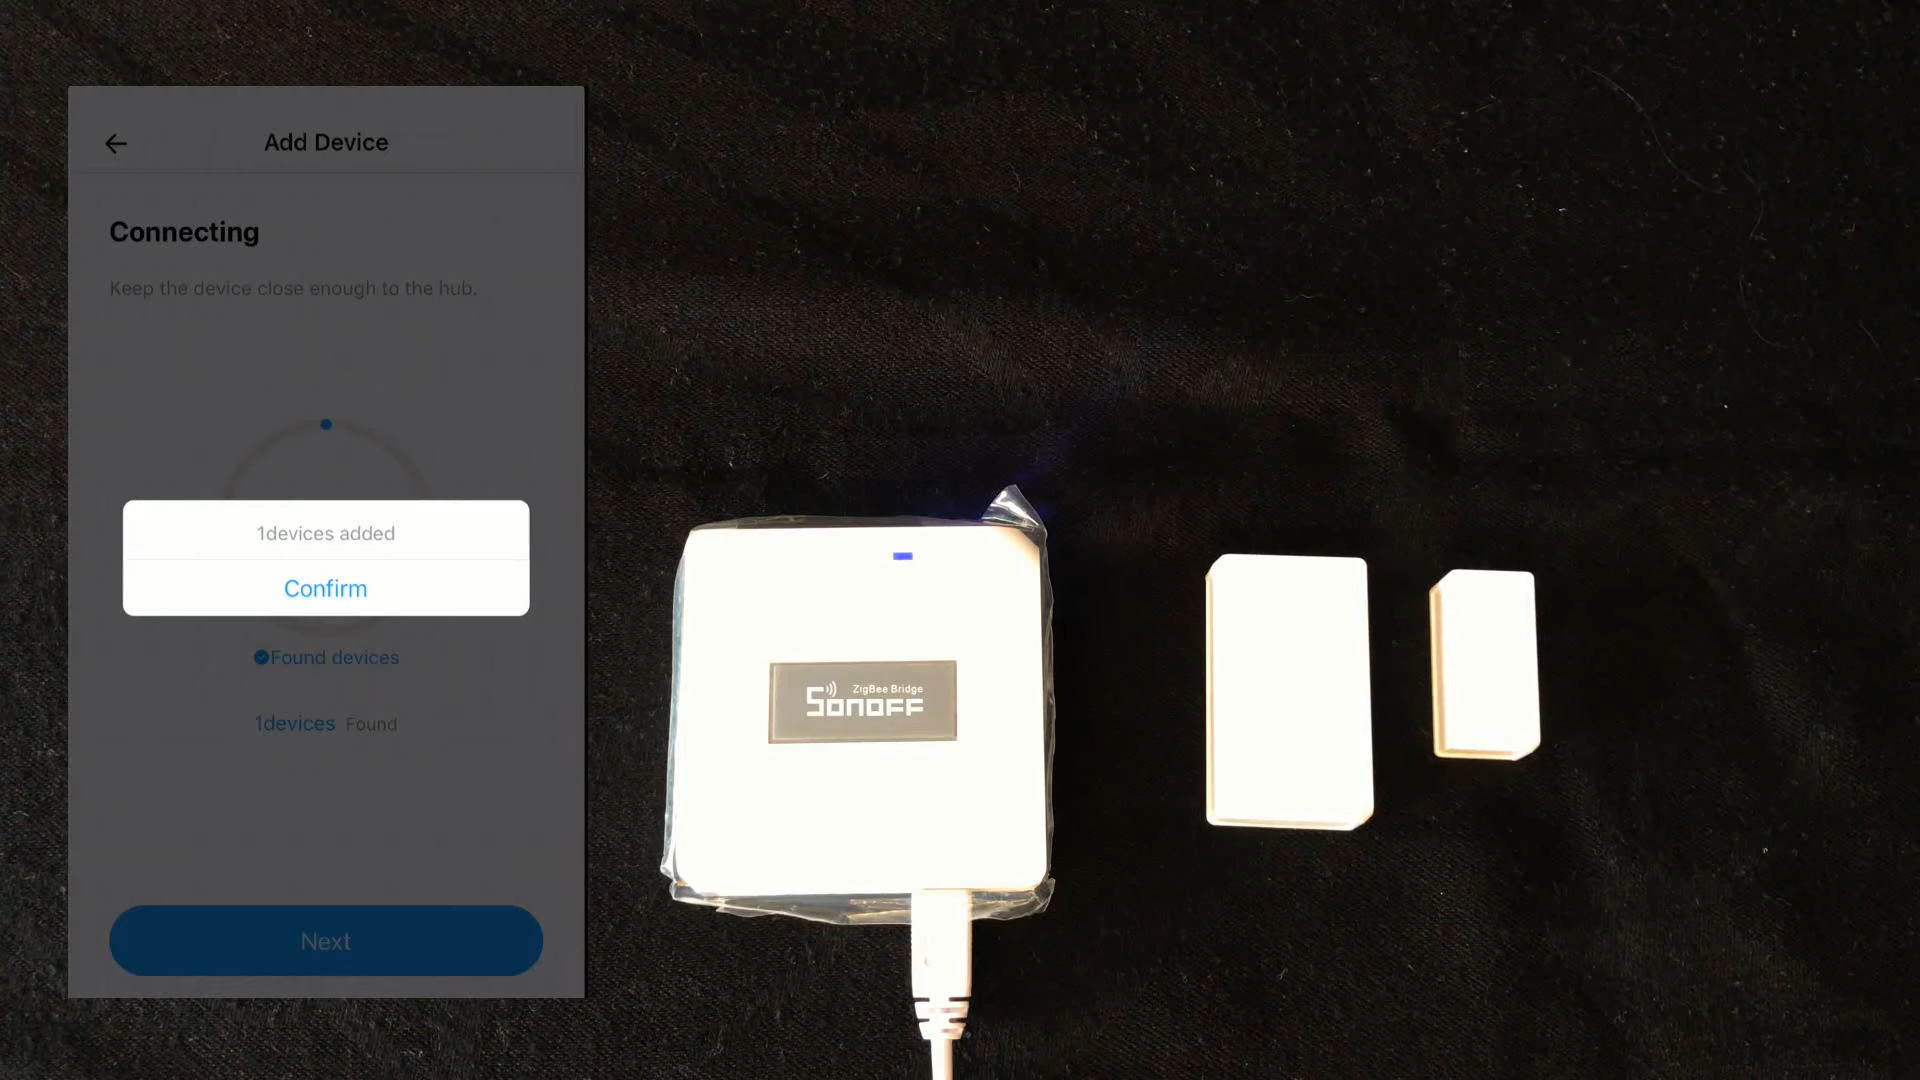 Add Device
Connecting
Keep the device close enough to the hub.
1devices added
Confirm
Found devices
1devices Found
Next
ZigBee Bridge
SONOFF